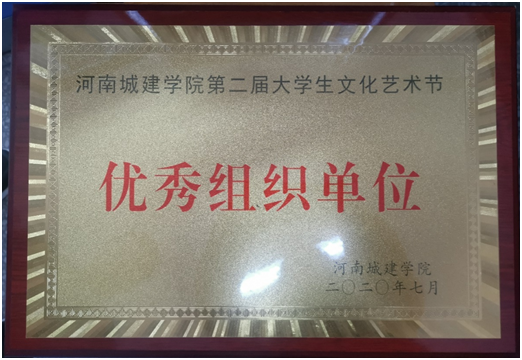 河南城建学院第二届大学生文化艺术节
优秀组织单位
河南城建学院
二〇二〇年七月